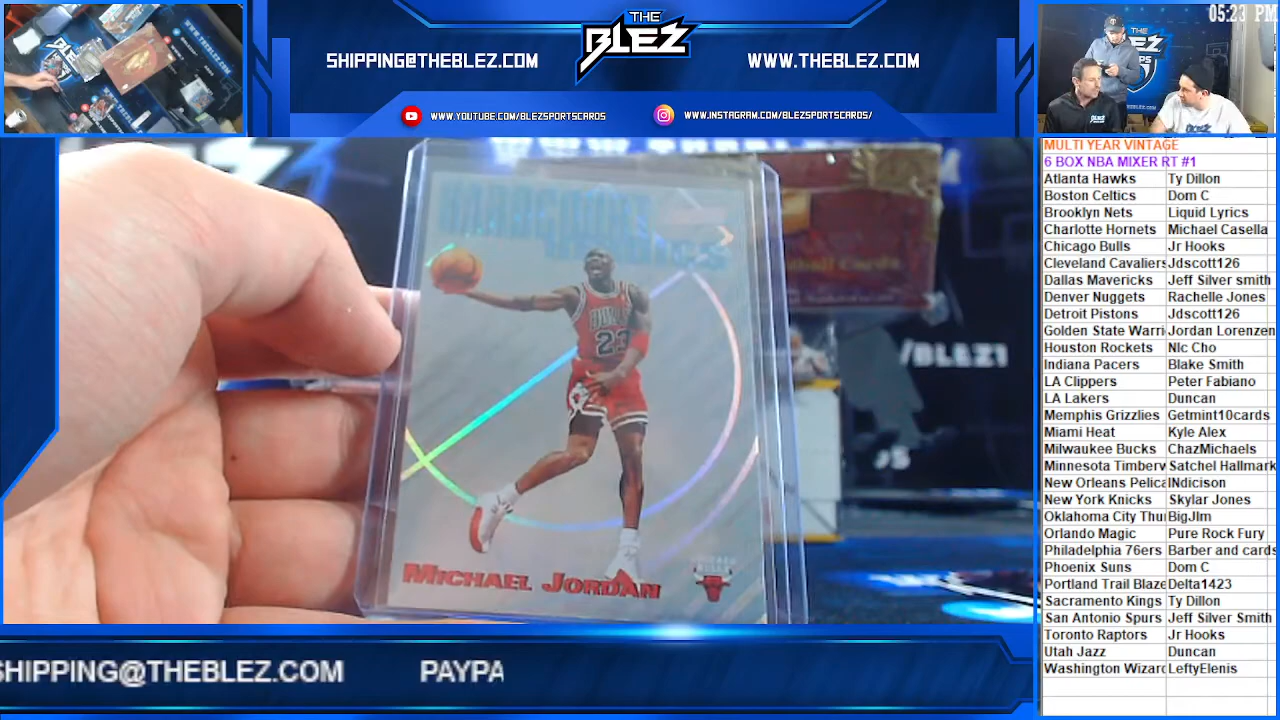 05:23 PM
THE
BLEZ
SHIPPING@THEBLEZ.COM
WWW.THEBLEZ.COM
WWW.YOUTUBE.COM/BLEZSPORTSCARDS
WWW.INSTAGRAM.COM/BLEZSPORTSCARDS/
HARDWOOD
BULLS
23
MICHAEL JORDAN
/BLEZ1
MULTI YEAR VINTAGE
6 BOX NBA MIXER RT #1
Atlanta Hawks Ty Dillon
Boston Celtics Dom C
Brooklyn Nets Liquid Lyrics
Charlotte Hornets Michael Casella
Chicago Bulls Jr Hooks
Cleveland Cavaliers Jdscott126
Dallas Mavericks Jeff Silver smith
Denver Nuggets Rachelle Jones
Detroit Pistons Jdscott126
Golden State Warri Jordan Lorenzen
Houston Rockets NIc Cho
Indiana Pacers Blake Smith
LA Clippers Peter Fabiano
LA Lakers Duncan
Memphis Grizzlies Getmint10cards
Miami Heat Kyle Alex
Milwaukee Bucks ChazMichaels
Minnesota Timberw Satchel Hallmark
New Orleans Pelica INdicison
New York Knicks Skylar Jones
Oklahoma City Thu BigJIm
Orlando Magic Pure Rock Fury
Philadelphia 76ers Barber and cards
Phoenix Suns Dom C
Portland Trail Blaze Delta1423
Sacramento Kings Ty Dillon
San Antonio Spurs Jeff Silver Smith
Toronto Raptors Jr Hooks
Utah Jazz Duncan
Washington Wizard LeftyElenis
SHIPPING@THEBLEZ.COM PAYPA